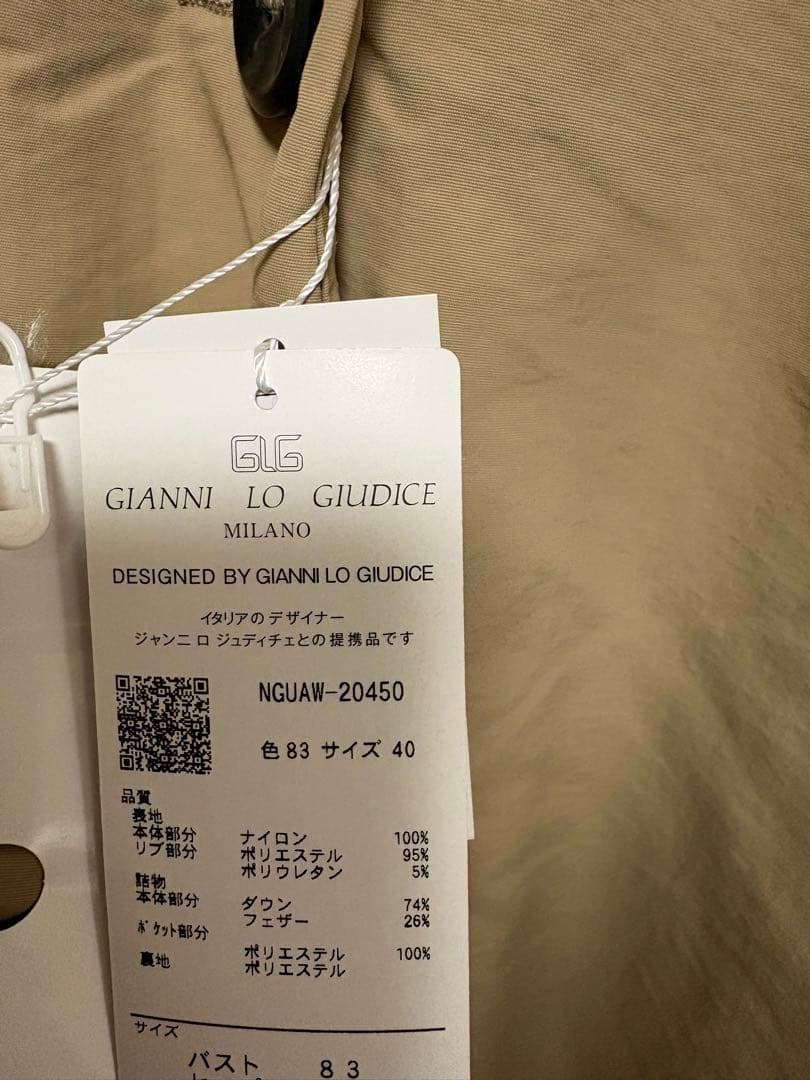 GLG
GIANNI LO GIUDICE
MILANO
DESIGNED BY GIANNI LO GIUDICE
イタリアのデザイナー
ジャンニ ロ ジュディチェとの提携品です
NGUAW-20450
色 83 サイズ 40
品質
表地
本体部分 ナイロン 100%
リブ部分 ポリエステル 95%
ポリウレタン 5%
詰物
本体部分 ダウン 74%
フェザー 26%
ポケット部分 ポリエステル 100%
裏地 ポリエステル
サイズ
バスト 83